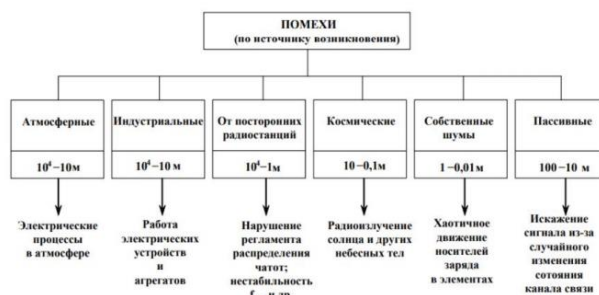 ПОМЕХИ
(по источнику возникновения)
Атмосферные
Индустриальные
От посторонних
радиостанций
Космические
Собственные
шумы
Пассивные
10⁴−10м
10⁴−10 м
10⁴−1м
10−0,1м
1−0,01м
100−10 м
Электрические
процессы
в атмосфере
Работа
электрических
устройств
и
агрегатов
Нарушение
регламента
распределения
чатот;
нестабильность
Радиоизлучение
солнца и других
небесных тел
Хаотичное
движение
носителей
заряда
в элементах
Искажение
сигнала из-за
случайного
изменения
сотояния
канала связи